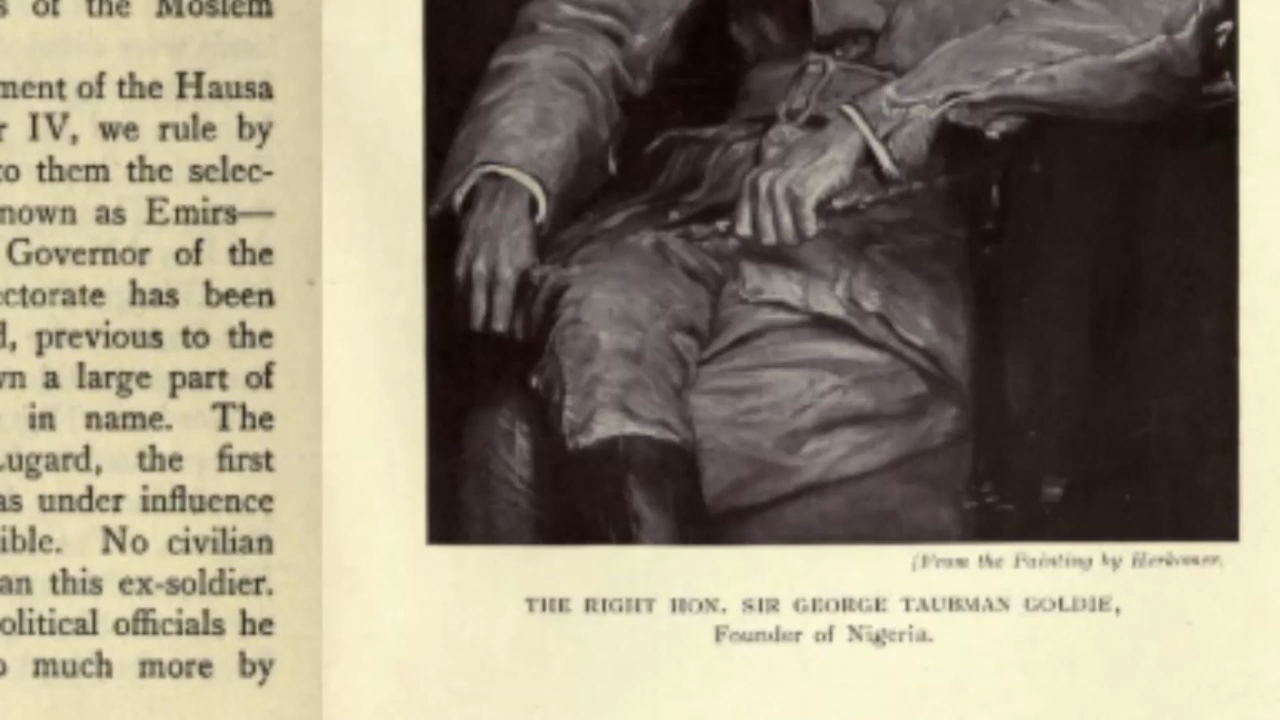 s of the Moslem
ment of the Hausa
r IV, we rule by
to them the selec-
nown as Emirs—
Governor of the
ectorate has been
d, previous to the
wn a large part of
in name. The
Lugard, the first
as under influence
ible. No civilian
an this ex-soldier.
olitical officials he
o much more by
(From the Painting by Herkomer.
THE RIGHT HON. SIR GEORGE TAUBMAN GOLDIE,
Founder of Nigeria.